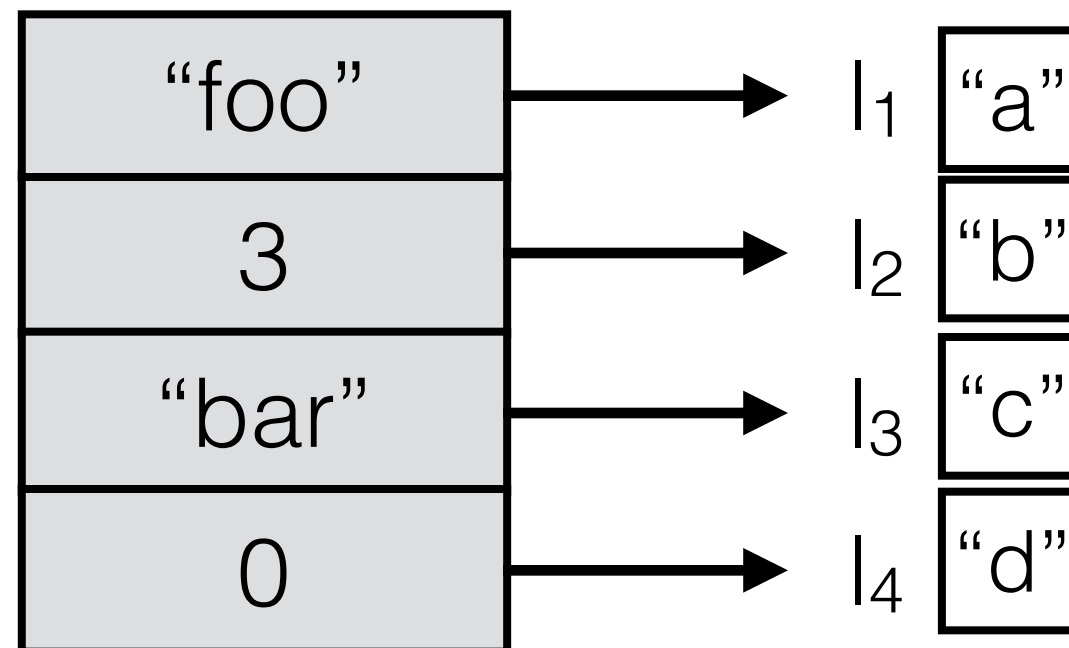 “foo” l₁ “a”
3 l₂ “b”
“bar” l₃ “c”
0 l₄ “d”